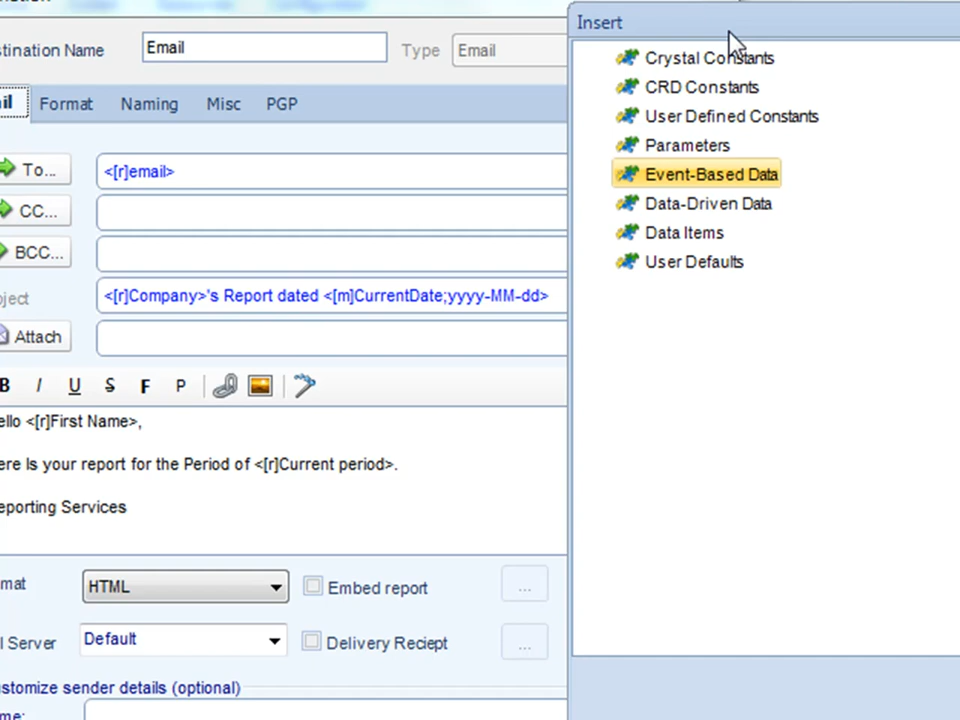 Insert
stination Name Email Type Email
il Format Naming Misc PGP
To... <[r]email>
CC...
BCC...
ject <[r]Company>'s Report dated <[m]CurrentDate;yyyy-MM-dd>
Attach
B I U S F P
ello <[r]First Name>,
ere Is your report for the Period of <[r]Current period>.
eporting Services
mat HTML Embed report ...
l Server Default Delivery Reciept ...
stomize sender details (optional)
me:
Crystal Constants
CRD Constants
User Defined Constants
Parameters
Event-Based Data
Data-Driven Data
Data Items
User Defaults